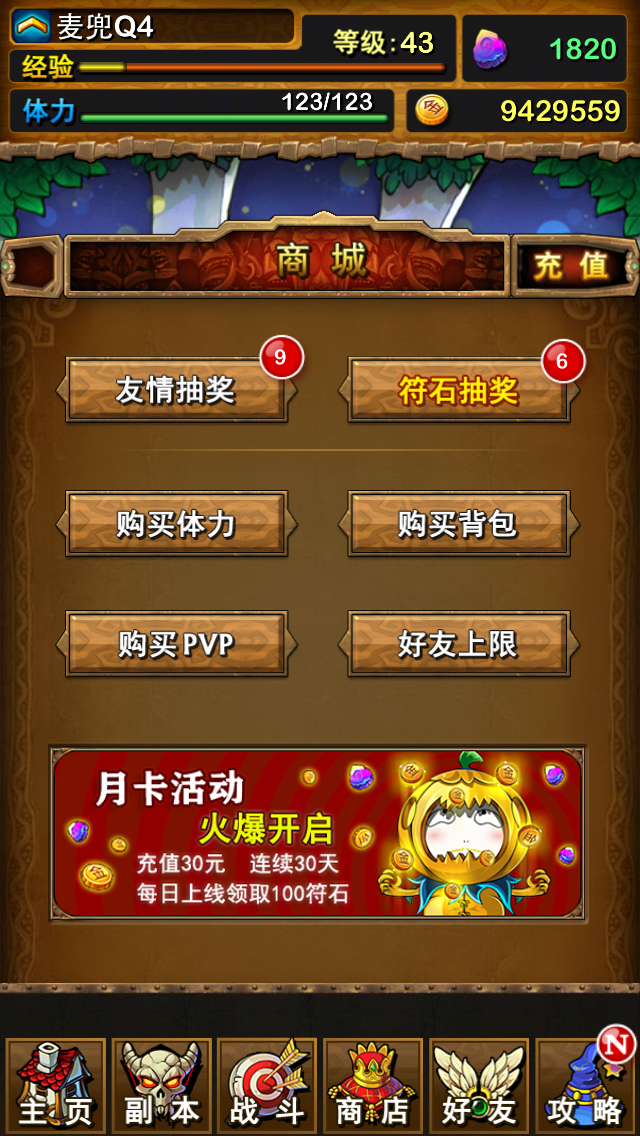 麦兜Q4
等级:43
1820
经验
体力
123/123
9429559
商城
充值
友情抽奖
9
符石抽奖
6
购买体力
购买背包
购买PVP
好友上限
月卡活动
火爆开启
充值30元 连续30天
每日上线领取100符石
主页
副本
战斗
商店
好友
攻略
N